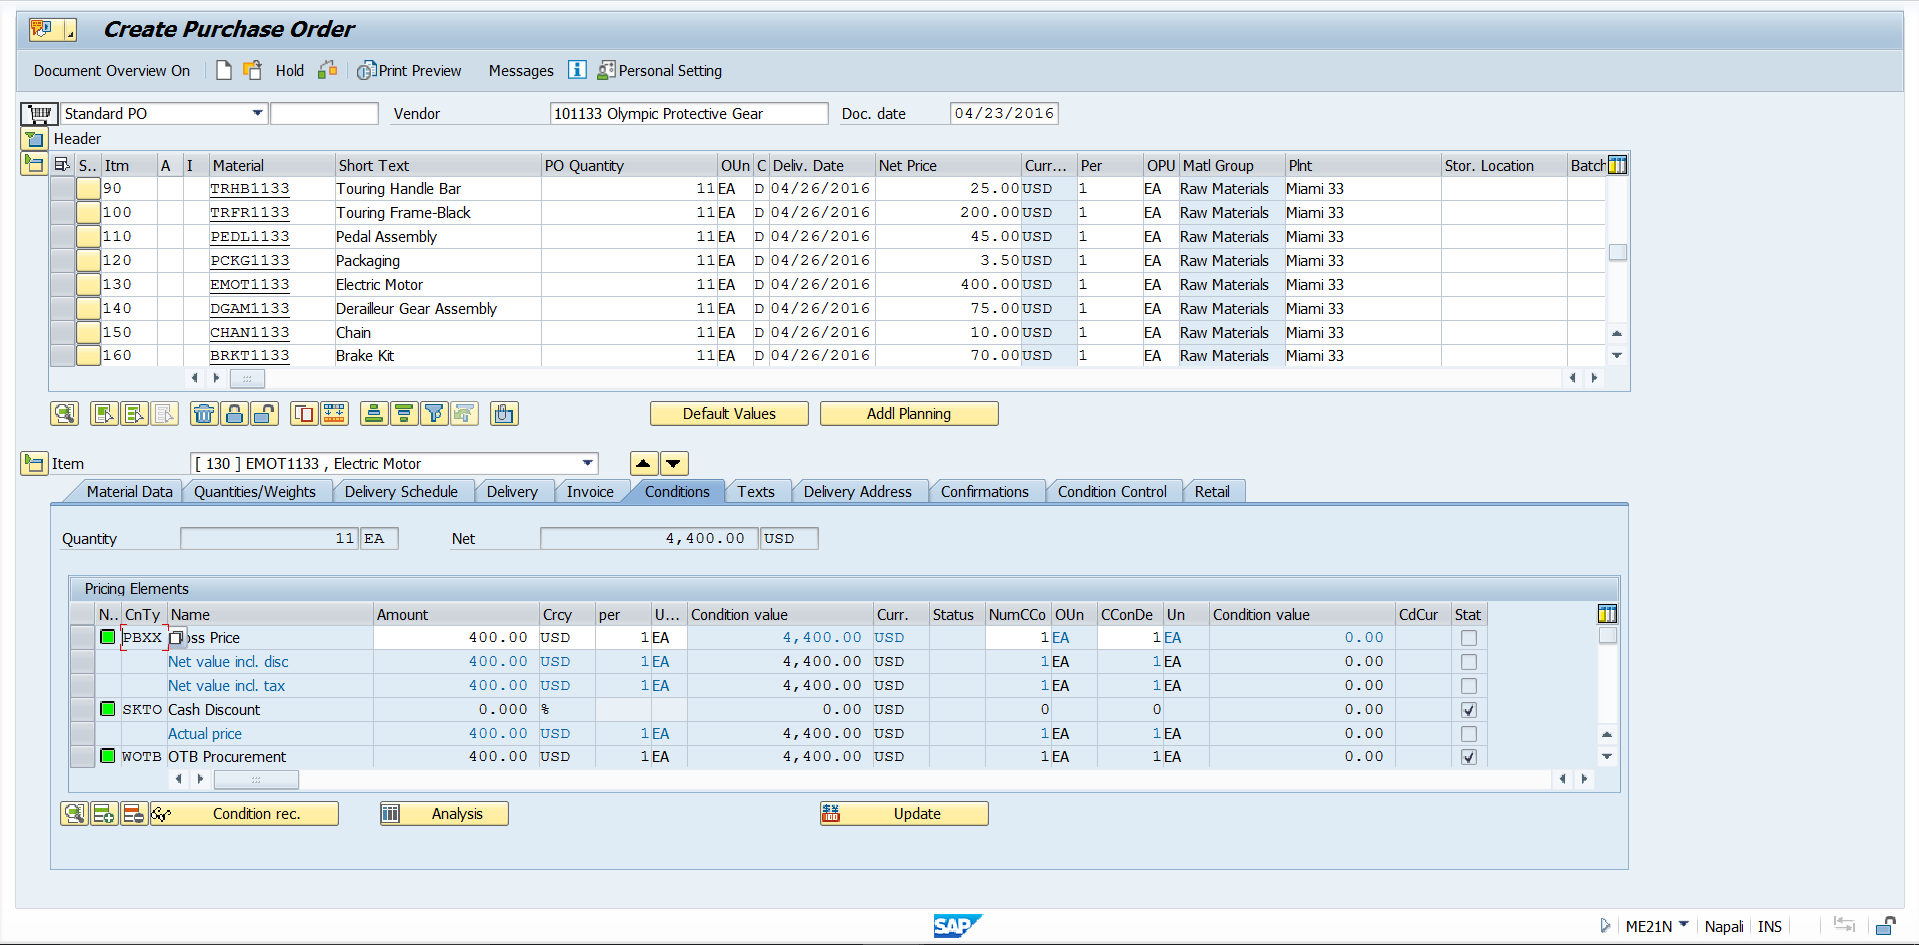 Create Purchase Order
Document Overview On Hold Print Preview Messages Personal Setting
Standard PO Vendor 101133 Olympic Protective Gear Doc. date 04/23/2016
Header
S.. Itm A I Material Short Text PO Quantity OUn C Deliv. Date Net Price Curr... Per OPU Matl Group Plnt Stor. Location Batch
90 TRHB1133 Touring Handle Bar 11 EA D 04/26/2016 25.00 USD 1 EA Raw Materials Miami 33
100 TRFR1133 Touring Frame-Black 11 EA D 04/26/2016 200.00 USD 1 EA Raw Materials Miami 33
110 PEDL1133 Pedal Assembly 11 EA D 04/26/2016 45.00 USD 1 EA Raw Materials Miami 33
120 PCKG1133 Packaging 11 EA D 04/26/2016 3.50 USD 1 EA Raw Materials Miami 33
130 EMOT1133 Electric Motor 11 EA D 04/26/2016 400.00 USD 1 EA Raw Materials Miami 33
140 DGAM1133 Derailleur Gear Assembly 11 EA D 04/26/2016 75.00 USD 1 EA Raw Materials Miami 33
150 CHAN1133 Chain 11 EA D 04/26/2016 10.00 USD 1 EA Raw Materials Miami 33
160 BRKT1133 Brake Kit 11 EA D 04/26/2016 70.00 USD 1 EA Raw Materials Miami 33
Default Values Addl Planning
Item [ 130 ] EMOT1133 , Electric Motor
Material Data Quantities/Weights Delivery Schedule Delivery Invoice Conditions Texts Delivery Address Confirmations Condition Control Retail
Quantity 11 EA Net 4,400.00 USD
Pricing Elements
N.. CnTy Name Amount Crcy per U... Condition value Curr. Status NumCCo OUn CConDe Un Condition value CdCur Stat
PBXX oss Price 400.00 USD 1 EA 4,400.00 USD 1 EA 1 EA 0.00
Net value incl. disc 400.00 USD 1 EA 4,400.00 USD 1 EA 1 EA 0.00
Net value incl. tax 400.00 USD 1 EA 4,400.00 USD 1 EA 1 EA 0.00
SKTO Cash Discount 0.000 % 0.00 USD 0 0 0.00
Actual price 400.00 USD 1 EA 4,400.00 USD 1 EA 1 EA 0.00
WOTB OTB Procurement 400.00 USD 1 EA 4,400.00 USD 1 EA 1 EA 0.00
Condition rec. Analysis Update
SAP ME21N Napali INS